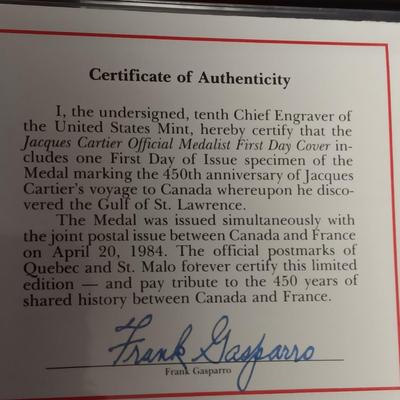 Certificate of Authenticity
I, the undersigned, tenth Chief Engraver of
the United States Mint, hereby certify that the
Jacques Cartier Official Medalist First Day Cover in-
cludes one First Day of Issue specimen of the
Medal marking the 450th anniversary of Jacques
Cartier's voyage to Canada whereupon he disco-
vered the Gulf of St. Lawrence.
The Medal was issued simultaneously with
the joint postal issue between Canada and France
on April 20, 1984. The official postmarks of
Quebec and St. Malo forever certify this limited
edition — and pay tribute to the 450 years of
shared history between Canada and France.
Frank Gasparro
Frank Gasparro